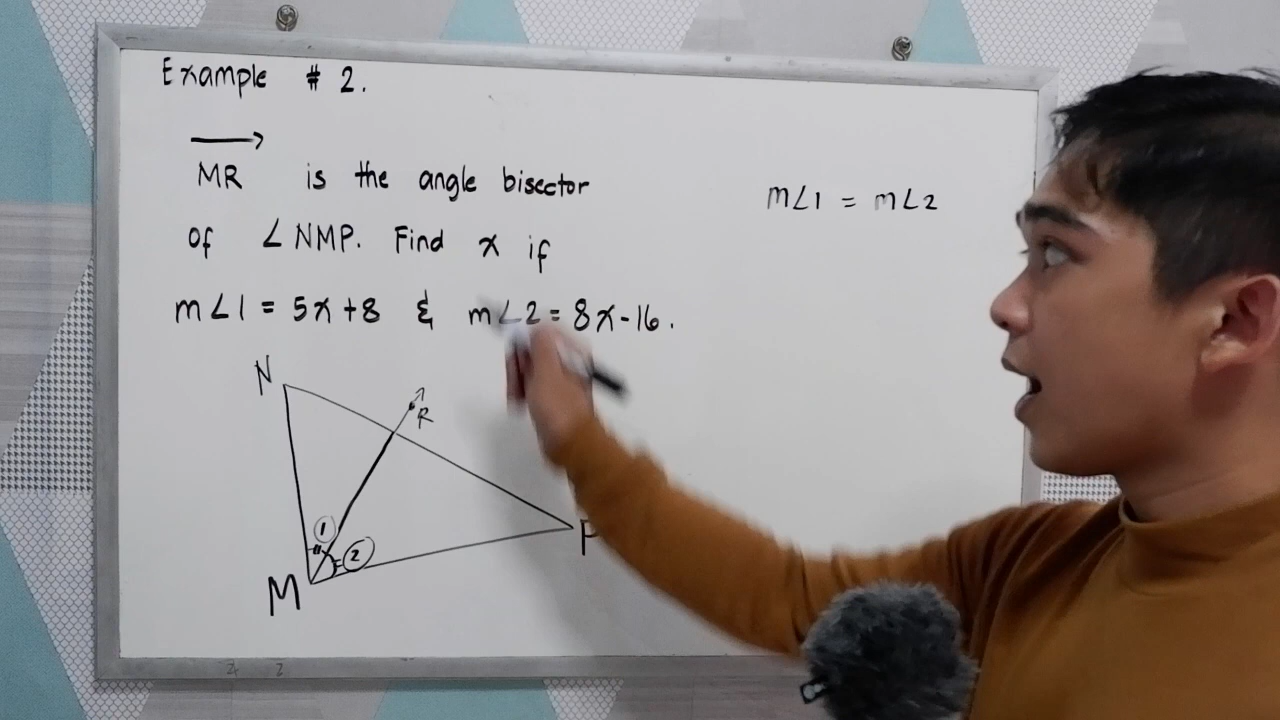 Example # 2.
MR is the angle bisector
of ∠NMP. Find x if
m∠1 = 5x+8 & m∠2 = 8x-16.
m∠1 = m∠2
N
R
1
2
P
M